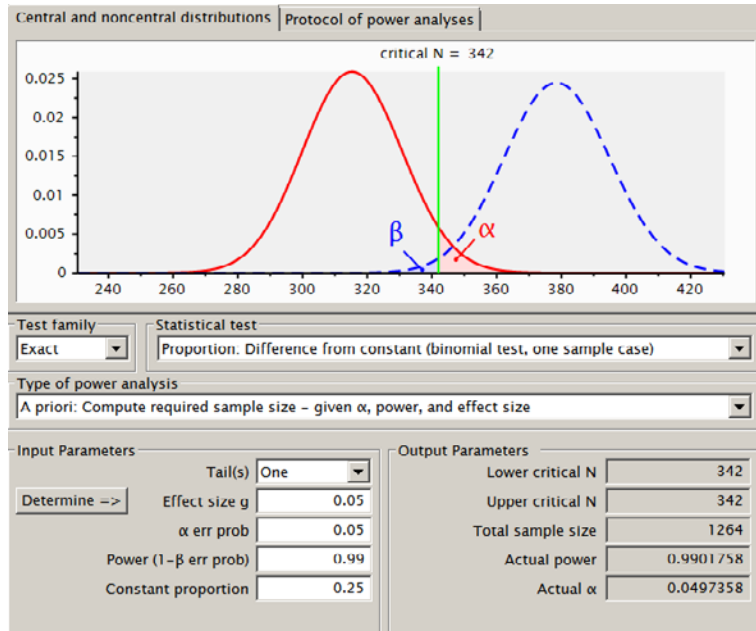 Central and noncentral distributions Protocol of power analyses
critical N = 342
0.025
0.02
0.015
0.01
0.005
0
β
α
240 260 280 300 320 340 360 380 400 420
Test family
Exact
Statistical test
Proportion: Difference from constant (binomial test, one sample case)
Type of power analysis
A priori: Compute required sample size – given α, power, and effect size
Input Parameters
Tail(s) One
Determine => Effect size g 0.05
α err prob 0.05
Power (1–β err prob) 0.99
Constant proportion 0.25
Output Parameters
Lower critical N 342
Upper critical N 342
Total sample size 1264
Actual power 0.9901758
Actual α 0.0497358